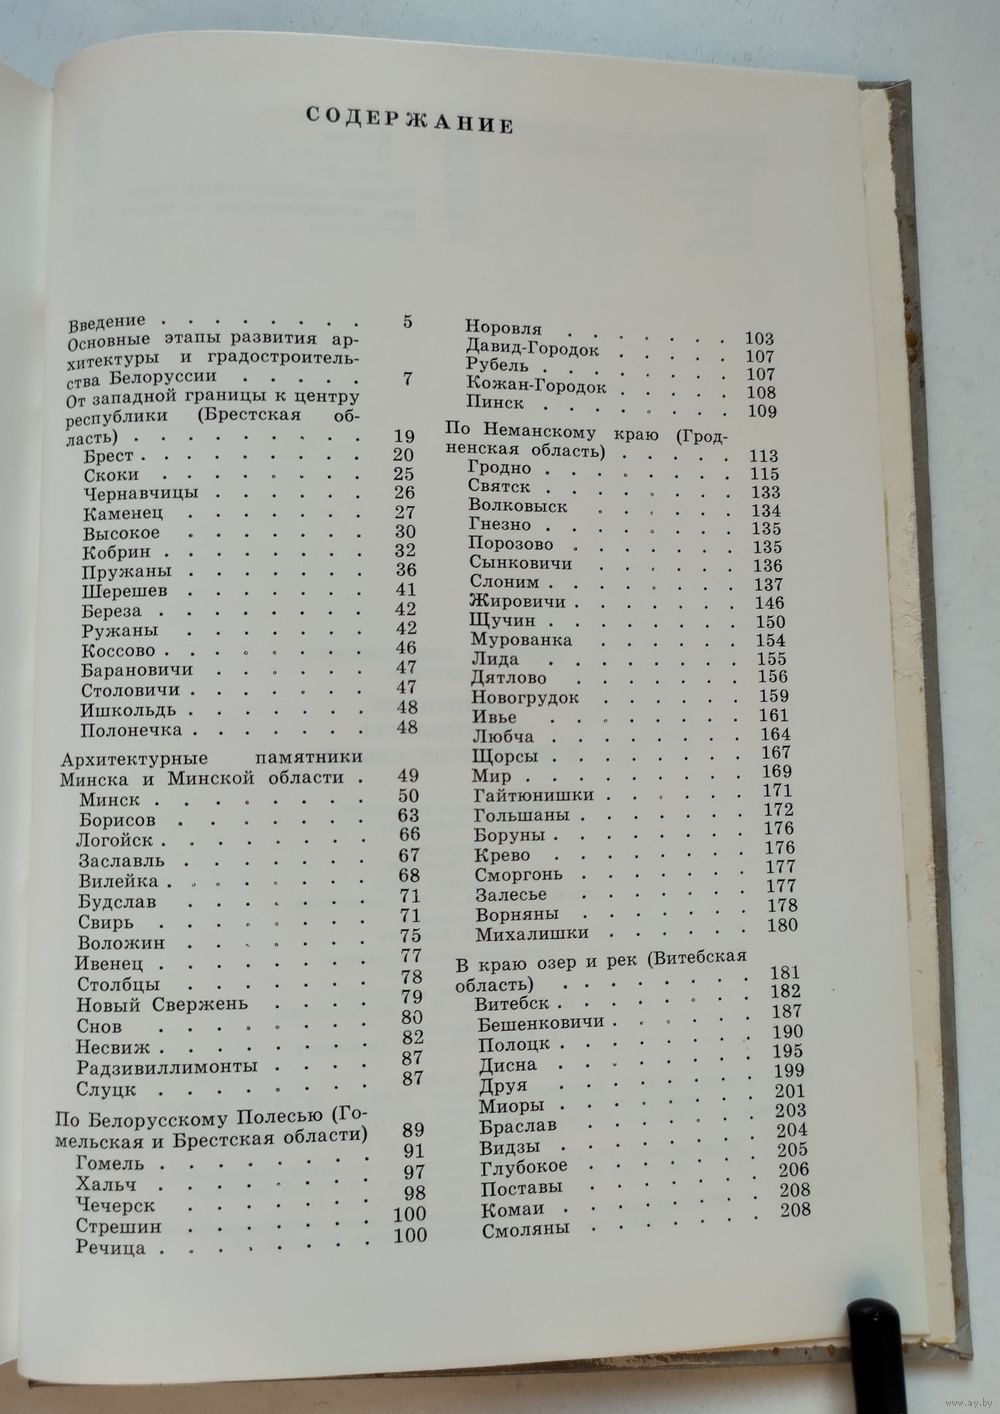 СОДЕРЖАНИЕ
Введение . . . . . . . . 5
Основные этапы развития ар-
хитектуры и градостроитель-
ства Белоруссии . . . . . 7
От западной границы к центру
республики (Брестская об-
ласть) . . . . . . . . . 19
Брест . . . . . . . . 20
Скоки . . . . . . . 25
Чернавчицы . . . . . . 26
Каменец . . . . . . 27
Высокое . . . . . . 30
Кобрин . . . . . . . 32
Пружаны . . . . . . 36
Шерешев . . . . . . 41
Береза . . . . . . . 42
Ружаны . . . . . . 42
Коссово . . . . . . . 46
Барановичи . . . . . 47
Столовичи . . . . . . 47
Ишкольдь . . . . . . 48
Полонечка . . . . . . 48
Архитектурные памятники
Минска и Минской области . 49
Минск . . . . . . . 50
Борисов . . . . . . 63
Логойск . . . . . . . 66
Заславль . . . . . . 67
Вилейка . . . . . . . 68
Будслав . . . . . . 71
Свирь . . . . . . . 71
Воложин . . . . . . 75
Ивенец . . . . . . . 77
Столбцы . . . . . . 78
Новый Свержень . . . . 79
Снов . . . . . . . 80
Несвиж . . . . . . . 82
Радзивиллимонты . . . . 87
Слуцк . . . . . . . 87
По Белорусскому Полесью (Го-
мельская и Брестская области) 89
Гомель . . . . . . . 91
Хальч . . . . . . . 97
Чечерск . . . . . . 98
Стрешин . . . . . . 100
Речица . . . . . . . 100
Норовля . . . . . . 103
Давид-Городок . . . . 107
Рубель . . . . . . . 107
Кожан-Городок . . . . 108
Пинск . . . . . . . 109
По Неманскому краю (Грод-
ненская область) . . . . . 113
Гродно . . . . . . . 115
Святск . . . . . . . 133
Волковыск . . . . . 134
Гнезно . . . . . . . 135
Порозово . . . . . . 135
Сынковичи . . . . . 136
Слоним . . . . . . . 137
Жировичи . . . . . . 146
Щучин . . . . . . . 150
Мурованка . . . . . 154
Лида . . . . . . . 155
Дятлово . . . . . . 156
Новогрудок . . . . . 159
Ивье . . . . . . . 161
Любча . . . . . . . 164
Щорсы . . . . . . . 167
Мир . . . . . . . . 169
Гайтюнишки . . . . . 171
Гольшаны . . . . . . 172
Боруны . . . . . . . 176
Крево . . . . . . . 176
Сморгонь . . . . . . 177
Залесье . . . . . . 177
Ворняны . . . . . . 178
Михалишки . . . . . 180
В краю озер и рек (Витебская
область) . . . . . . . 181
Витебск . . . . . . . 182
Бешенковичи . . . . . 187
Полоцк . . . . . . . 190
Дисна . . . . . . . 195
Друя . . . . . . . 199
Миоры . . . . . . . 201
Браслав . . . . . . 203
Видзы . . . . . . . 204
Глубокое . . . . . . 205
Поставы . . . . . . 206
Комаи . . . . . . . 208
Смоляны . . . . . . 208
www.ay.by